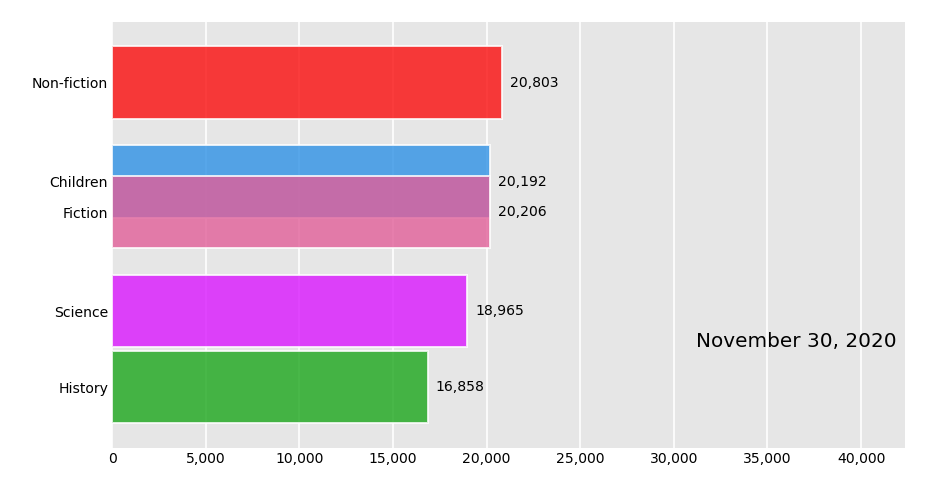 Non-fiction 20,803
Children 20,192
Fiction 20,206
Science 18,965
November 30, 2020
History 16,858
0 5,000 10,000 15,000 20,000 25,000 30,000 35,000 40,000